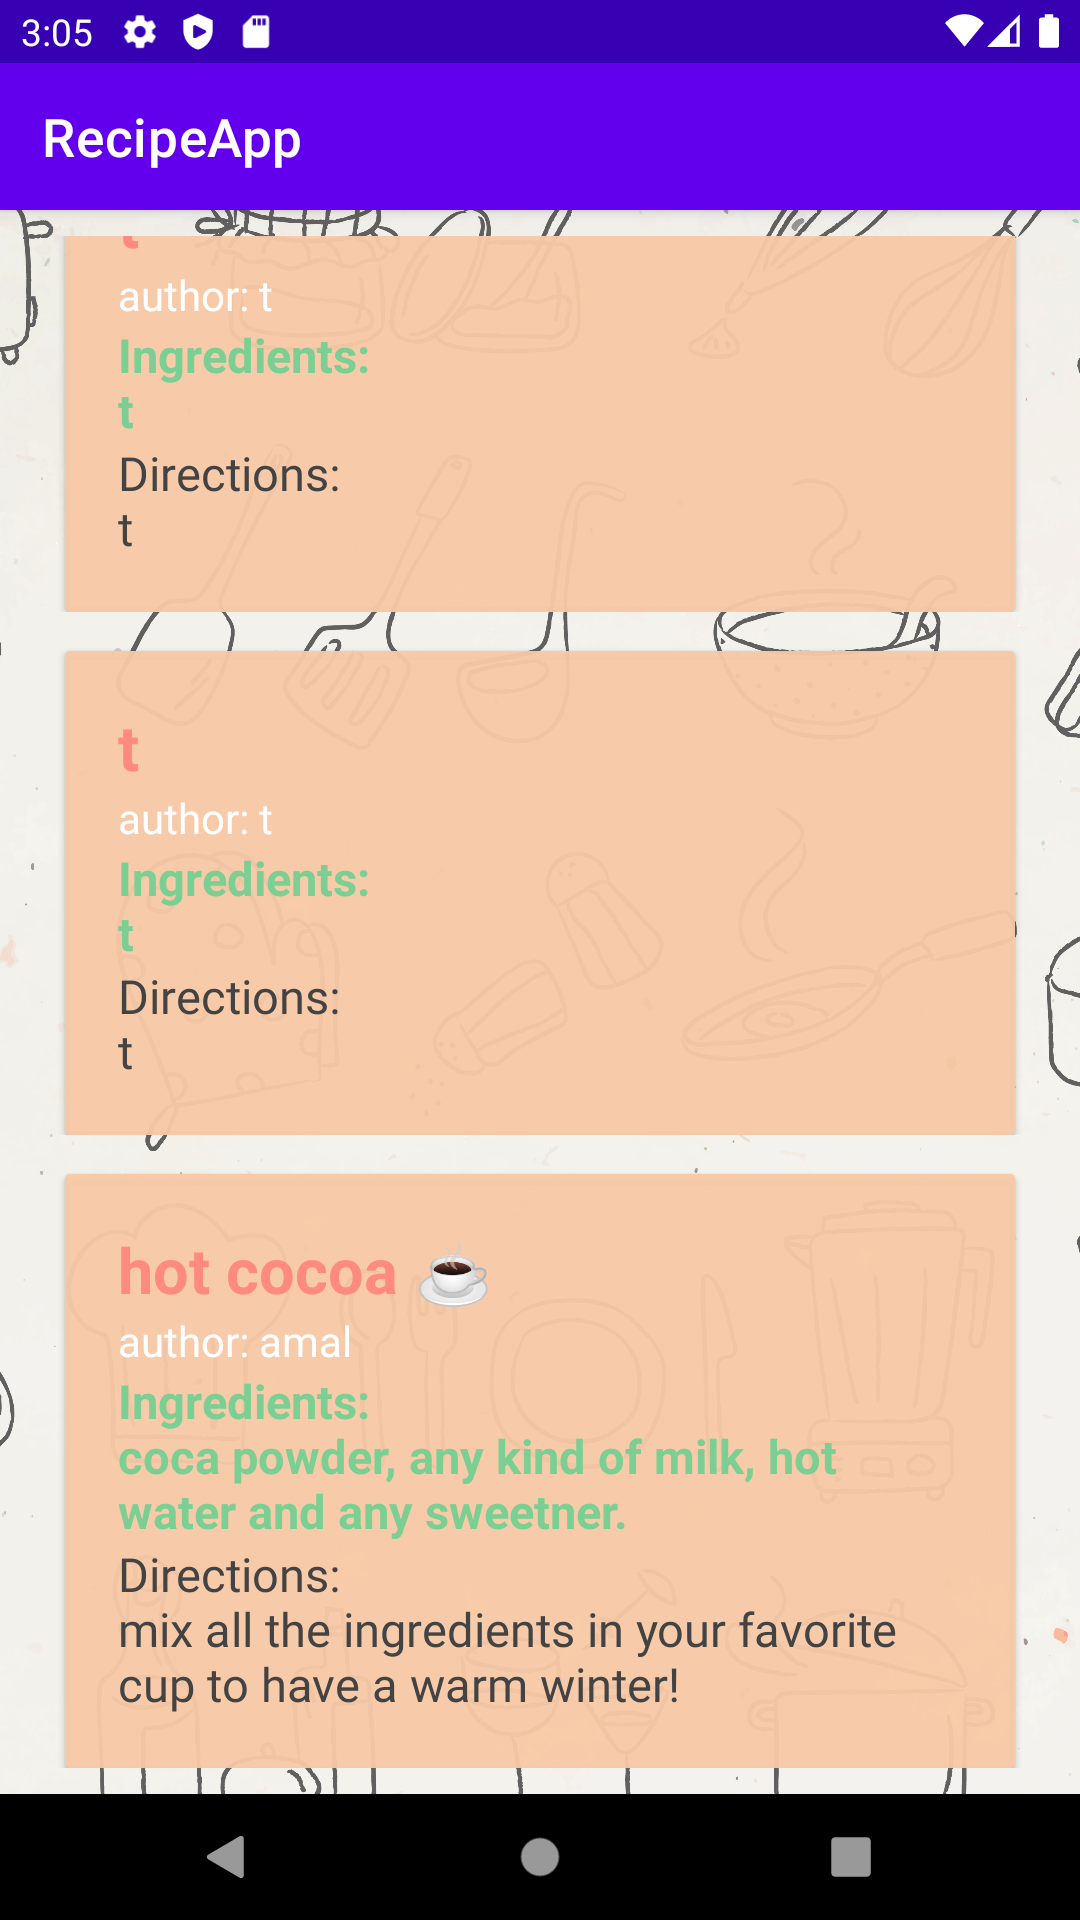 3:05
RecipeApp
t
author: t
Ingredients:
t
Directions:
t
t
author: t
Ingredients:
t
Directions:
t
hot cocoa ☕
author: amal
Ingredients:
coca powder, any kind of milk, hot
water and any sweetner.
Directions:
mix all the ingredients in your favorite
cup to have a warm winter!